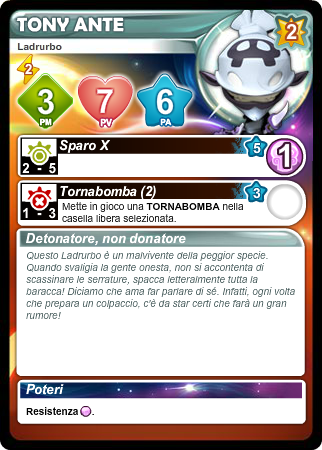 TONY ANTE
2
Ladrurbo
2
3
PM
7
PV
6
PA
Sparo X
5
1
2 - 5
Tornabomba (2)
3
Mette in gioco una TORNABOMBA nella
casella libera selezionata.
1 - 3
Detonatore, non donatore
Questo Ladrurbo è un malvivente della peggior specie.
Quando svaligia la gente onesta, non si accontenta di
scassinare le serrature, spacca letteralmente tutta la
baracca! Diciamo che ama far parlare di sé. Infatti, ogni volta
che prepara un colpaccio, c'è da star certi che farà un gran
rumore!
Poteri
Resistenza .